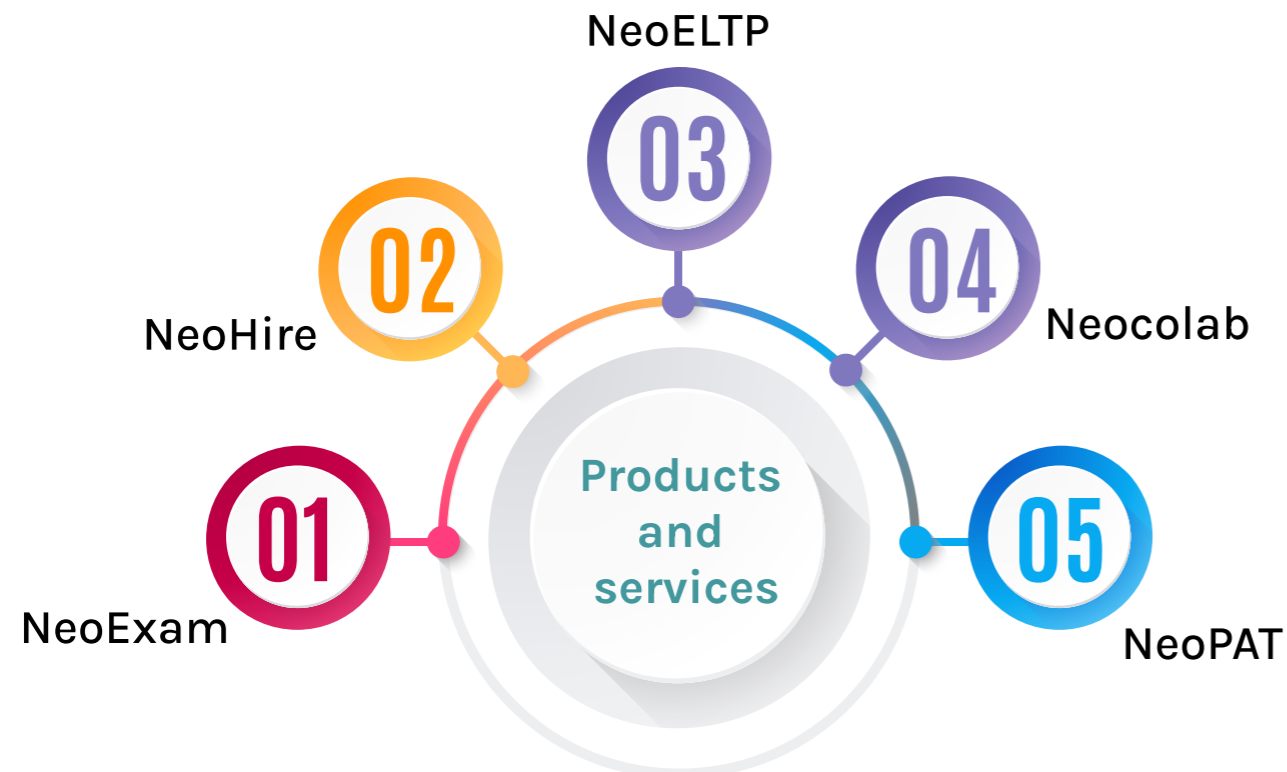 NeoELTP
03
02
04
NeoHire
Neocolab
Products
and
services
01
05
NeoExam
NeoPAT